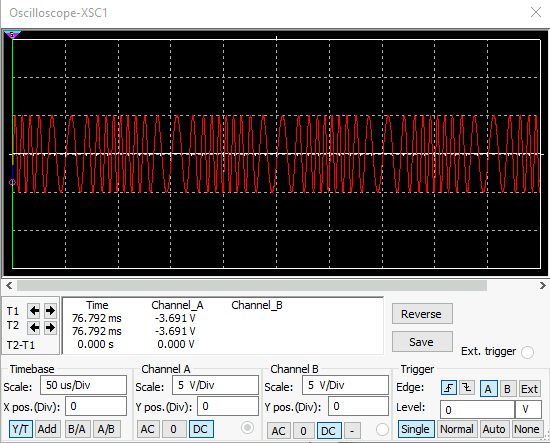 Oscilloscope-XSC1
T1
T2
T2-T1
Time Channel_A Channel_B
76.792 ms -3.691 V
76.792 ms -3.691 V
0.000 s 0.000 V
Reverse
Save
Ext. trigger
Timebase
Scale: 50 us/Div
X pos.(Div): 0
Y/T Add B/A A/B
Channel A
Scale: 5 V/Div
Y pos.(Div): 0
AC 0 DC
Channel B
Scale: 5 V/Div
Y pos.(Div): 0
AC 0 DC -
Trigger
Edge: A B Ext
Level: 0 V
Single Normal Auto None